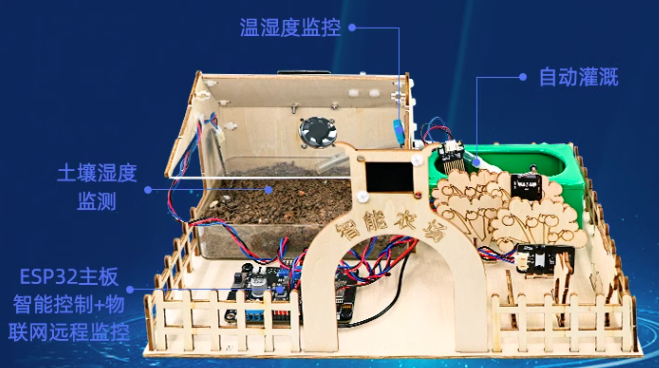 温湿度监控
自动灌溉
土壤湿度
监测
智能农场
ESP32主板
智能控制+物
联网远程监控